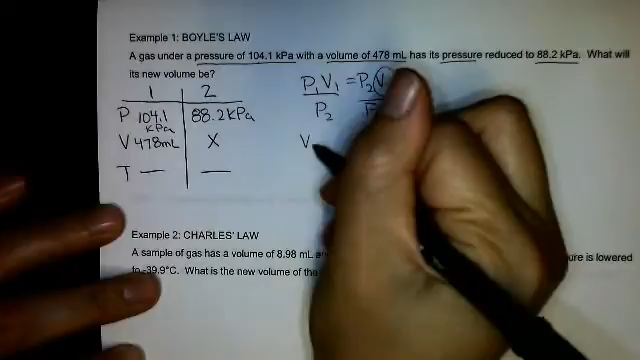 Example 1: BOYLE'S LAW
A gas under a pressure of 104.1 kPa with a volume of 478 mL has its pressure reduced to 88.2 kPa. What will
its new volume be?
1 2
P 104.1 kPa 88.2 kPa
V 478mL X
T — —
P₁V₁ = P₂V
P₂ P
V
Example 2: CHARLES' LAW
A sample of gas has a volume of 8.98 mL an ure is lowered
to -39.9°C. What is the new volume of the